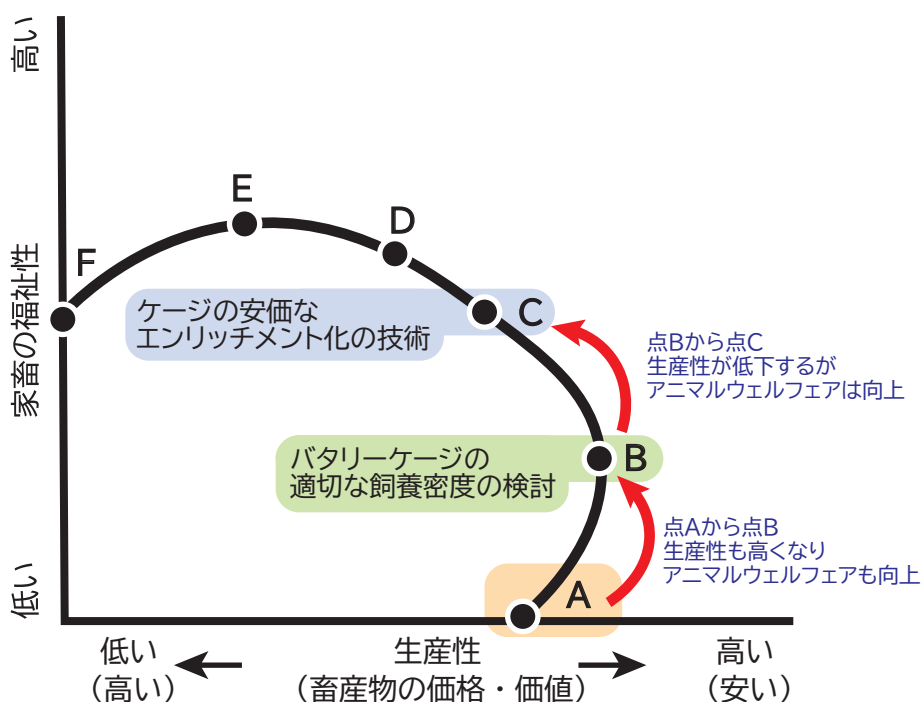 高い
E
D
F
家畜の福祉性
ケージの安価な
エンリッチメント化の技術
C
点Bから点C
生産性が低下するが
アニマルウェルフェアは向上
バタリーケージの
適切な飼養密度の検討
B
点Aから点B
生産性も高くなり
アニマルウェルフェアも向上
A
低い
低い
（高い）
生産性
（畜産物の価格・価値）
高い
（安い）